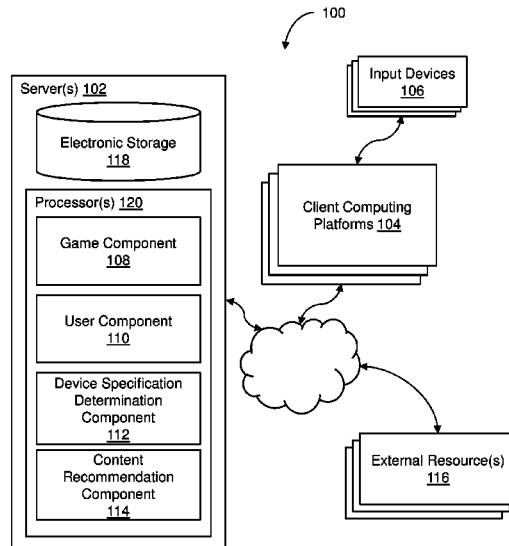 100
Server(s) 102
Electronic Storage
118
Processor(s) 120
Game Component
108
User Component
110
Device Specification
Determination
Component
112
Content
Recommendation
Component
114
Input Devices
106
Client Computing
Platforms 104
External Resource(s)
116